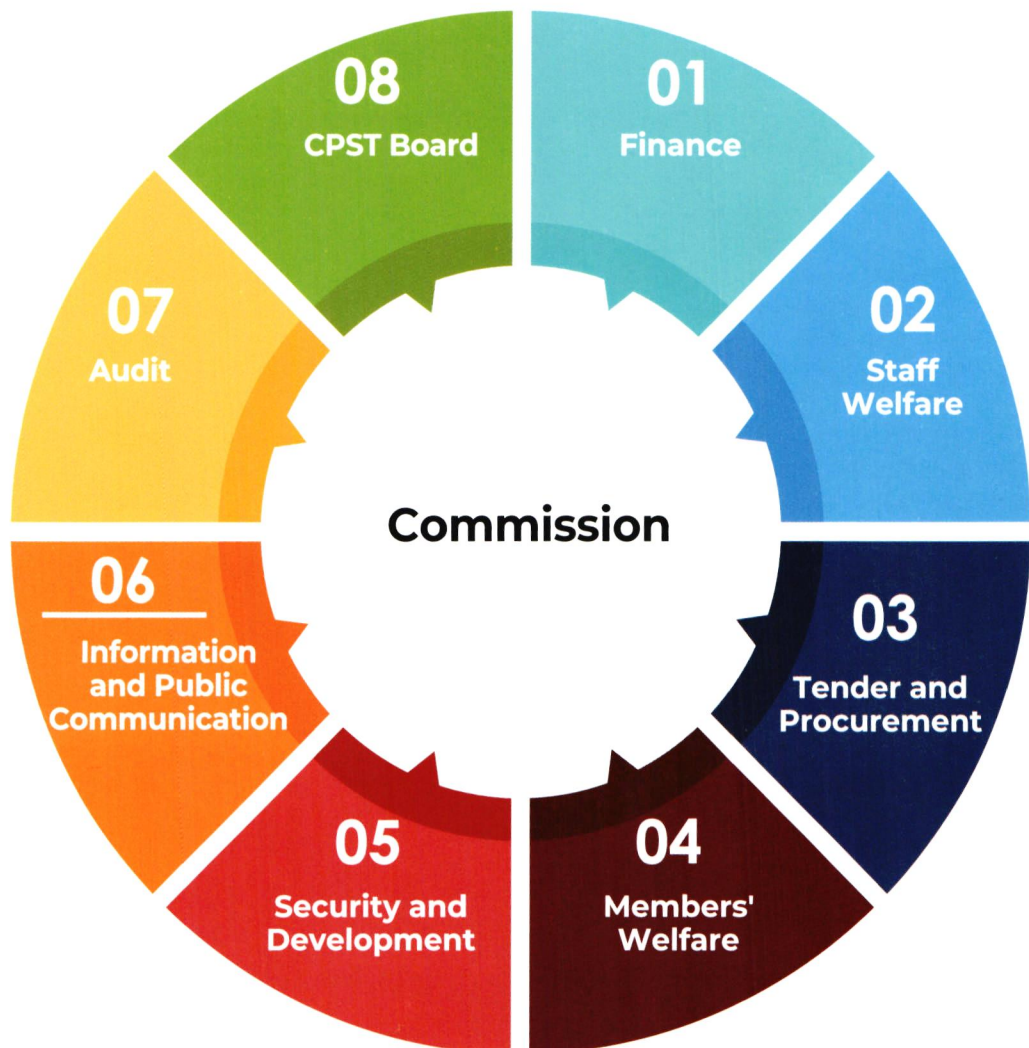 08
CPST Board
01
Finance
07
Audit
02
Staff
Welfare
Commission
06
Information
and Public
Communication
03
Tender and
Procurement
05
Security and
Development
04
Members'
Welfare